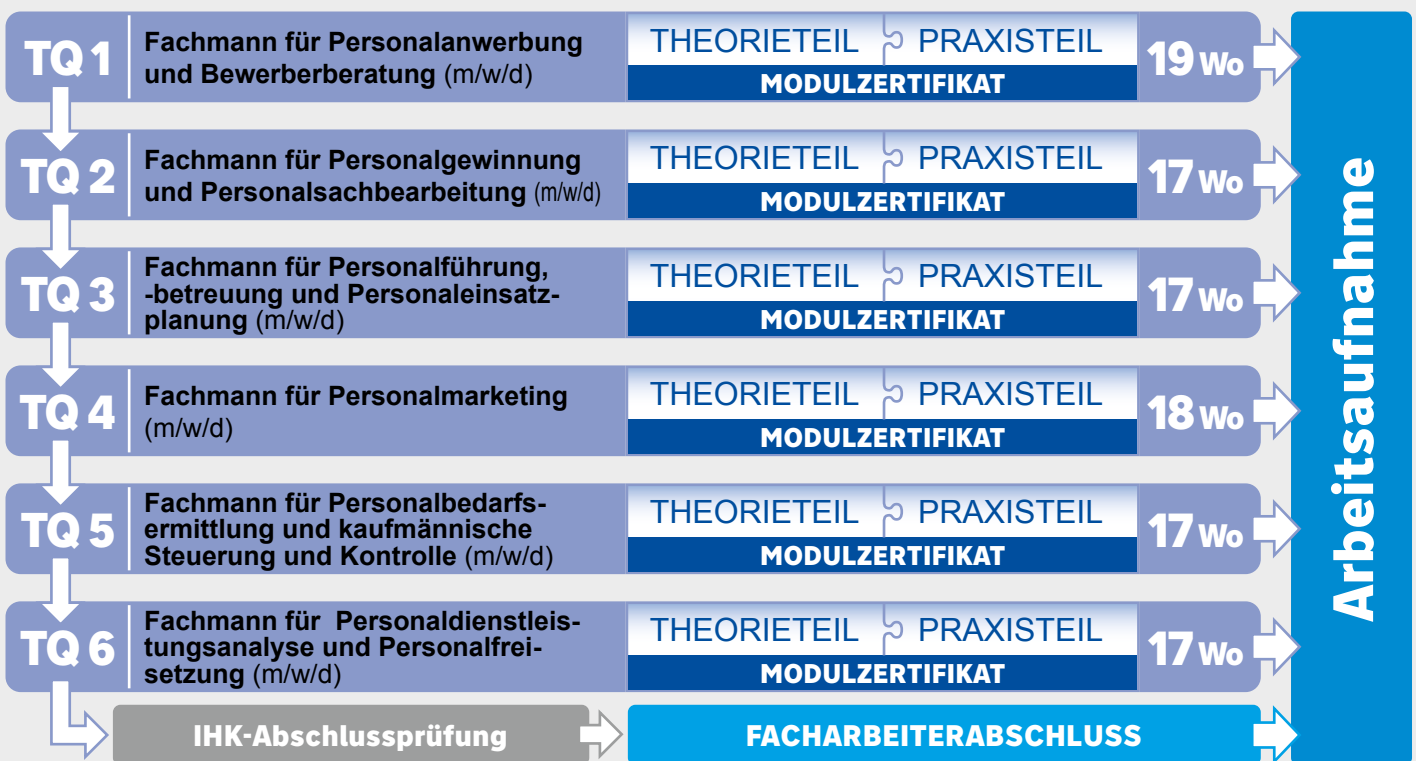 TQ 1
Fachmann für Personalanwerbung
und Bewerberberatung (m/w/d)
THEORIETEIL PRAXISTEIL
MODULZERTIFIKAT
19 Wo
TQ 2
Fachmann für Personalgewinnung
und Personalsachbearbeitung (m/w/d)
THEORIETEIL PRAXISTEIL
MODULZERTIFIKAT
17 Wo
TQ 3
Fachmann für Personalführung,
-betreuung und Personaleinsatz-
planung (m/w/d)
THEORIETEIL PRAXISTEIL
MODULZERTIFIKAT
17 Wo
TQ 4
Fachmann für Personalmarketing
(m/w/d)
THEORIETEIL PRAXISTEIL
MODULZERTIFIKAT
18 Wo
TQ 5
Fachmann für Personalbedarfs-
ermittlung und kaufmännische
Steuerung und Kontrolle (m/w/d)
THEORIETEIL PRAXISTEIL
MODULZERTIFIKAT
17 Wo
TQ 6
Fachmann für Personaldienstleis-
tungsanalyse und Personalfrei-
setzung (m/w/d)
THEORIETEIL PRAXISTEIL
MODULZERTIFIKAT
17 Wo
IHK-Abschlussprüfung
FACHARBEITERABSCHLUSS
Arbeitsaufnahme